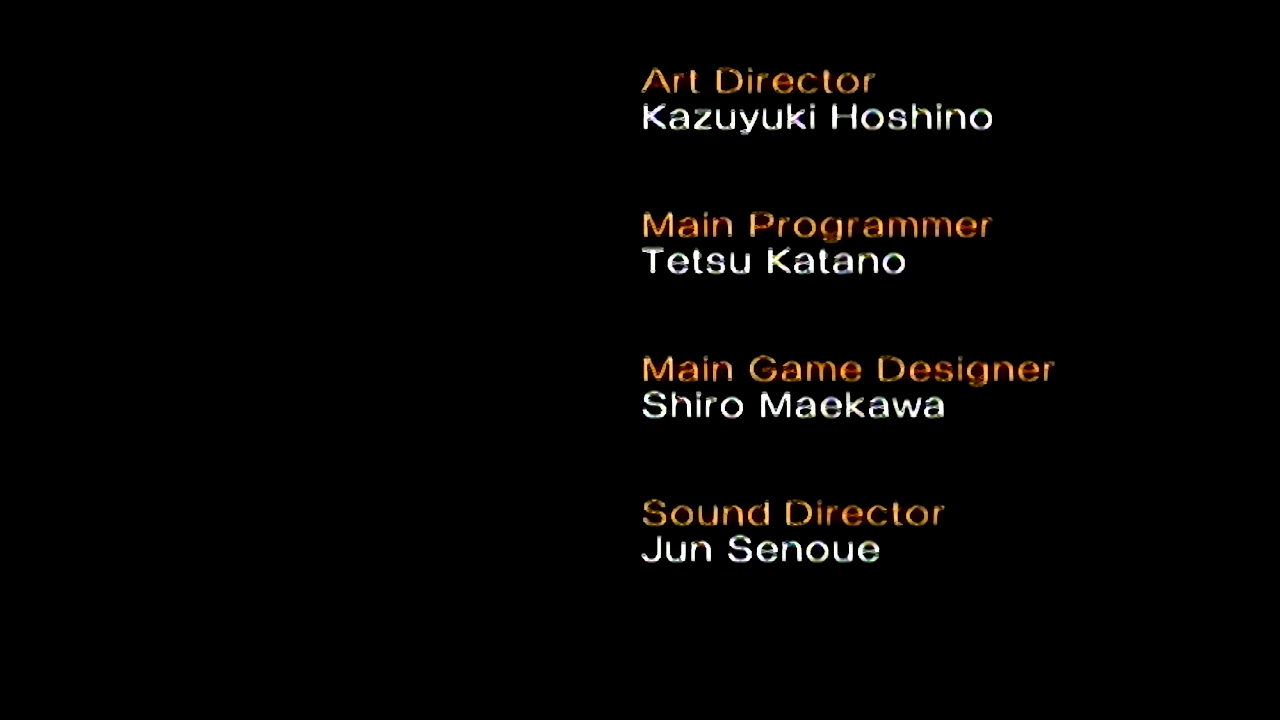 Art Director
Kazuyuki Hoshino
Main Programmer
Tetsu Katano
Main Game Designer
Shiro Maekawa
Sound Director
Jun Senoue